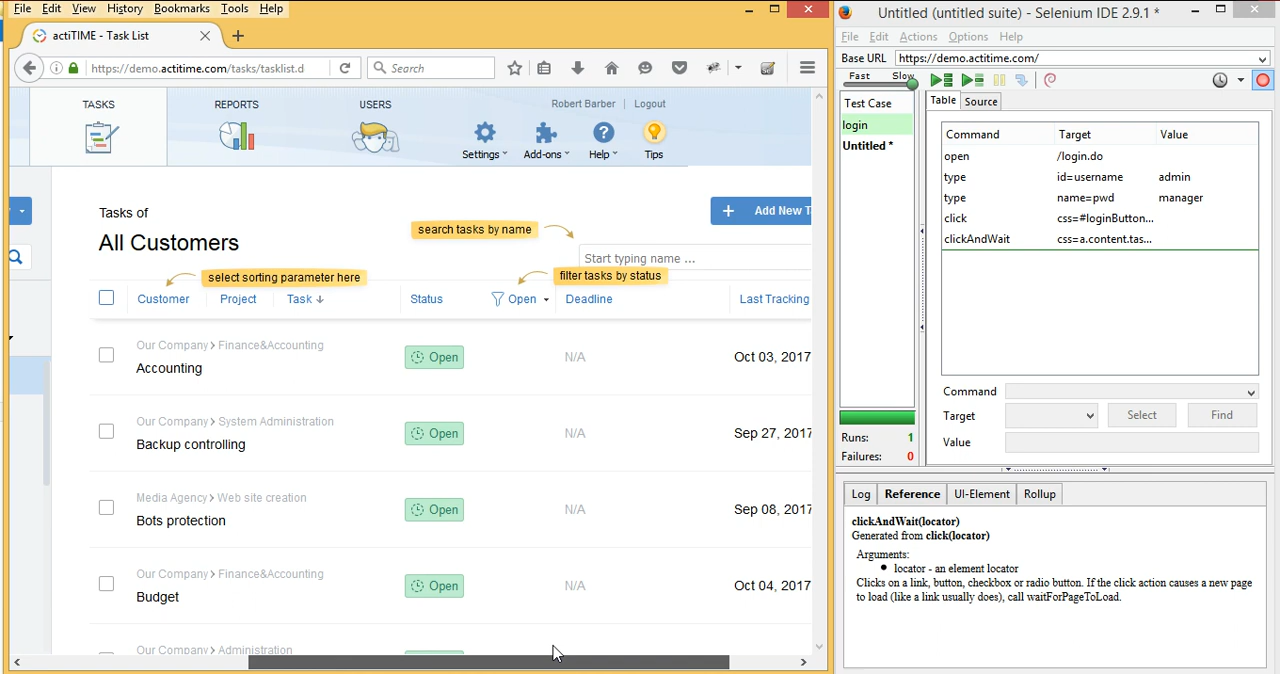 File Edit View History Bookmarks Tools Help
actiTIME - Task List
https://demo.actitime.com/tasks/tasklist.d
Search
TASKS
REPORTS
USERS
Robert Barber
Logout
Settings
Add-ons
Help
Tips
Tasks of
All Customers
Add New T
search tasks by name
Start typing name ...
select sorting parameter here
filter tasks by status
Customer Project Task Status Open Deadline Last Tracking
Our Company > Finance&Accounting
Accounting Open N/A Oct 03, 2017
Our Company > System Administration
Backup controlling Open N/A Sep 27, 2017
Media Agency > Web site creation
Bots protection Open N/A Sep 08, 2017
Our Company > Finance&Accounting
Budget Open N/A Oct 04, 2017
Our Company > Administration
Untitled (untitled suite) - Selenium IDE 2.9.1 *
File Edit Actions Options Help
Base URL https://demo.actitime.com/
Fast Slow
Test Case
login
Untitled *
Table Source
Command Target Value
open /login.do
type id=username admin
type name=pwd manager
click css=#loginButton...
clickAndWait css=a.content.tas...
Command
Target Select Find
Value
Runs: 1
Failures: 0
Log Reference UI-Element Rollup
clickAndWait(locator)
Generated from click(locator)
Arguments:
• locator - an element locator
Clicks on a link, button, checkbox or radio button. If the click action causes a new page
to load (like a link usually does), call waitForPageToLoad.